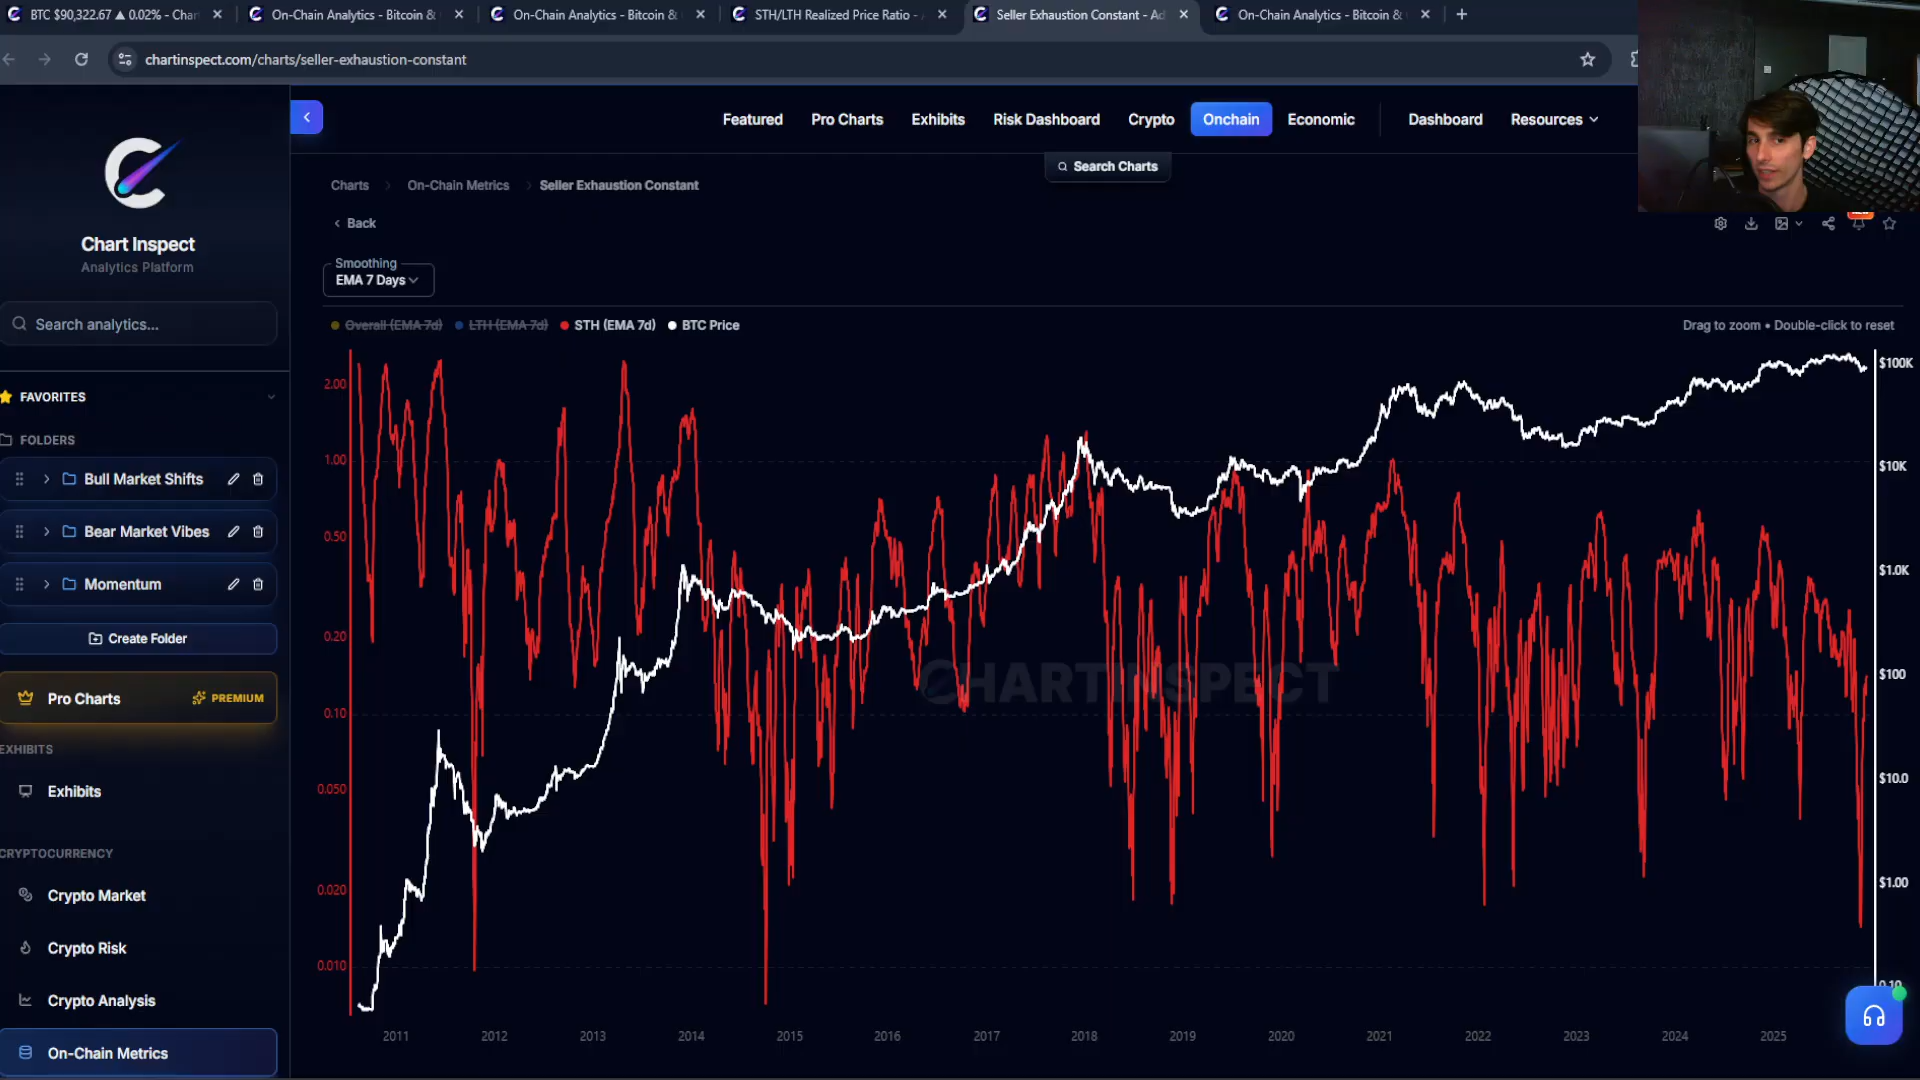 BTC $90,322.67 ▲ 0.02% - Char
On-Chain Analytics - Bitcoin &
On-Chain Analytics - Bitcoin &
STH/LTH Realized Price Ratio -
Seller Exhaustion Constant - Ad
On-Chain Analytics - Bitcoin &
chartinspect.com/charts/seller-exhaustion-constant
Chart Inspect
Analytics Platform
Search analytics...
FAVORITES
FOLDERS
Bull Market Shifts
Bear Market Vibes
Momentum
Create Folder
Pro Charts
PREMIUM
EXHIBITS
Exhibits
CRYPTOCURRENCY
Crypto Market
Crypto Risk
Crypto Analysis
On-Chain Metrics
Featured
Pro Charts
Exhibits
Risk Dashboard
Crypto
Onchain
Economic
Dashboard
Resources
Search Charts
Charts
On-Chain Metrics
Seller Exhaustion Constant
Back
NEW
Smoothing
EMA 7 Days
Overall (EMA 7d)
LTH (EMA 7d)
STH (EMA 7d)
BTC Price
Drag to zoom • Double-click to reset
2.00
1.00
0.50
0.20
0.10
0.050
0.020
0.010
CHARTINSPECT
$100K
$10K
$1.0K
$100
$10.0
$1.00
2011
2012
2013
2014
2015
2016
2017
2018
2019
2020
2021
2022
2023
2024
2025